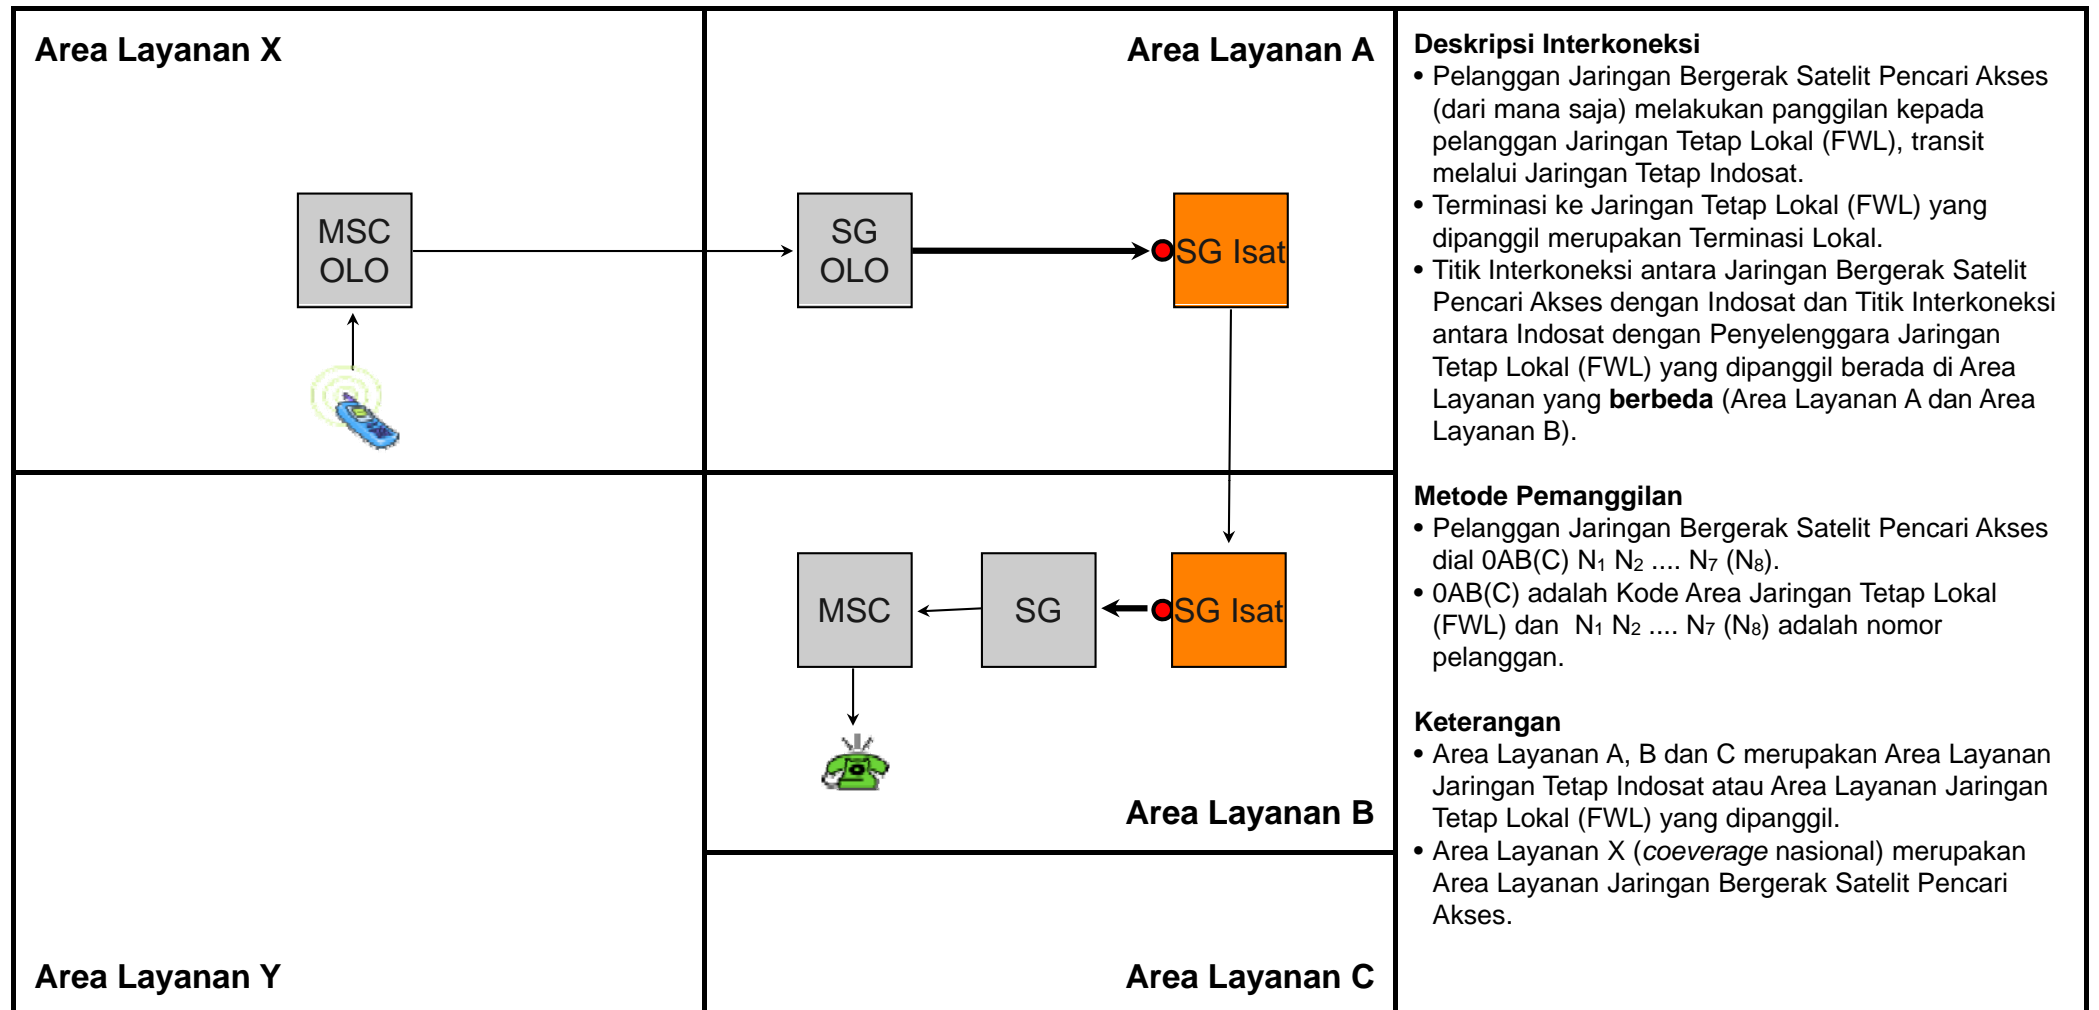 Area Layanan X
Area Layanan A
MSC
OLO
SG
OLO
SG Isat
MSC
SG
SG Isat
Area Layanan B
Area Layanan Y
Area Layanan C
Deskripsi Interkoneksi
• Pelanggan Jaringan Bergerak Satelit Pencari Akses
(dari mana saja) melakukan panggilan kepada
pelanggan Jaringan Tetap Lokal (FWL), transit
melalui Jaringan Tetap Indosat.
• Terminasi ke Jaringan Tetap Lokal (FWL) yang
dipanggil merupakan Terminasi Lokal.
• Titik Interkoneksi antara Jaringan Bergerak Satelit
Pencari Akses dengan Indosat dan Titik Interkoneksi
antara Indosat dengan Penyelenggara Jaringan
Tetap Lokal (FWL) yang dipanggil berada di Area
Layanan yang berbeda (Area Layanan A dan Area
Layanan B).
Metode Pemanggilan
• Pelanggan Jaringan Bergerak Satelit Pencari Akses
dial 0AB(C) N₁ N₂ .... N₇ (N₈).
• 0AB(C) adalah Kode Area Jaringan Tetap Lokal
(FWL) dan N₁ N₂ .... N₇ (N₈) adalah nomor
pelanggan.
Keterangan
• Area Layanan A, B dan C merupakan Area Layanan
Jaringan Tetap Indosat atau Area Layanan Jaringan
Tetap Lokal (FWL) yang dipanggil.
• Area Layanan X (coeverage nasional) merupakan
Area Layanan Jaringan Bergerak Satelit Pencari
Akses.